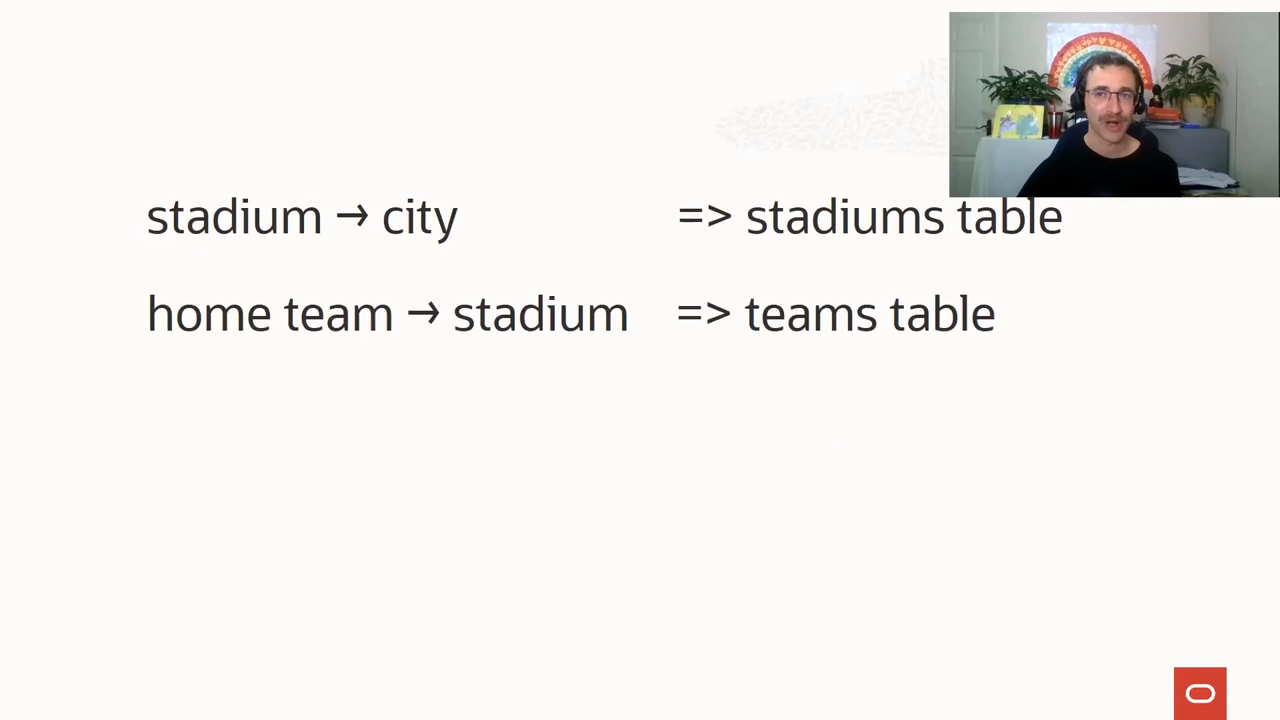 stadium → city => stadiums table
home team → stadium => teams table